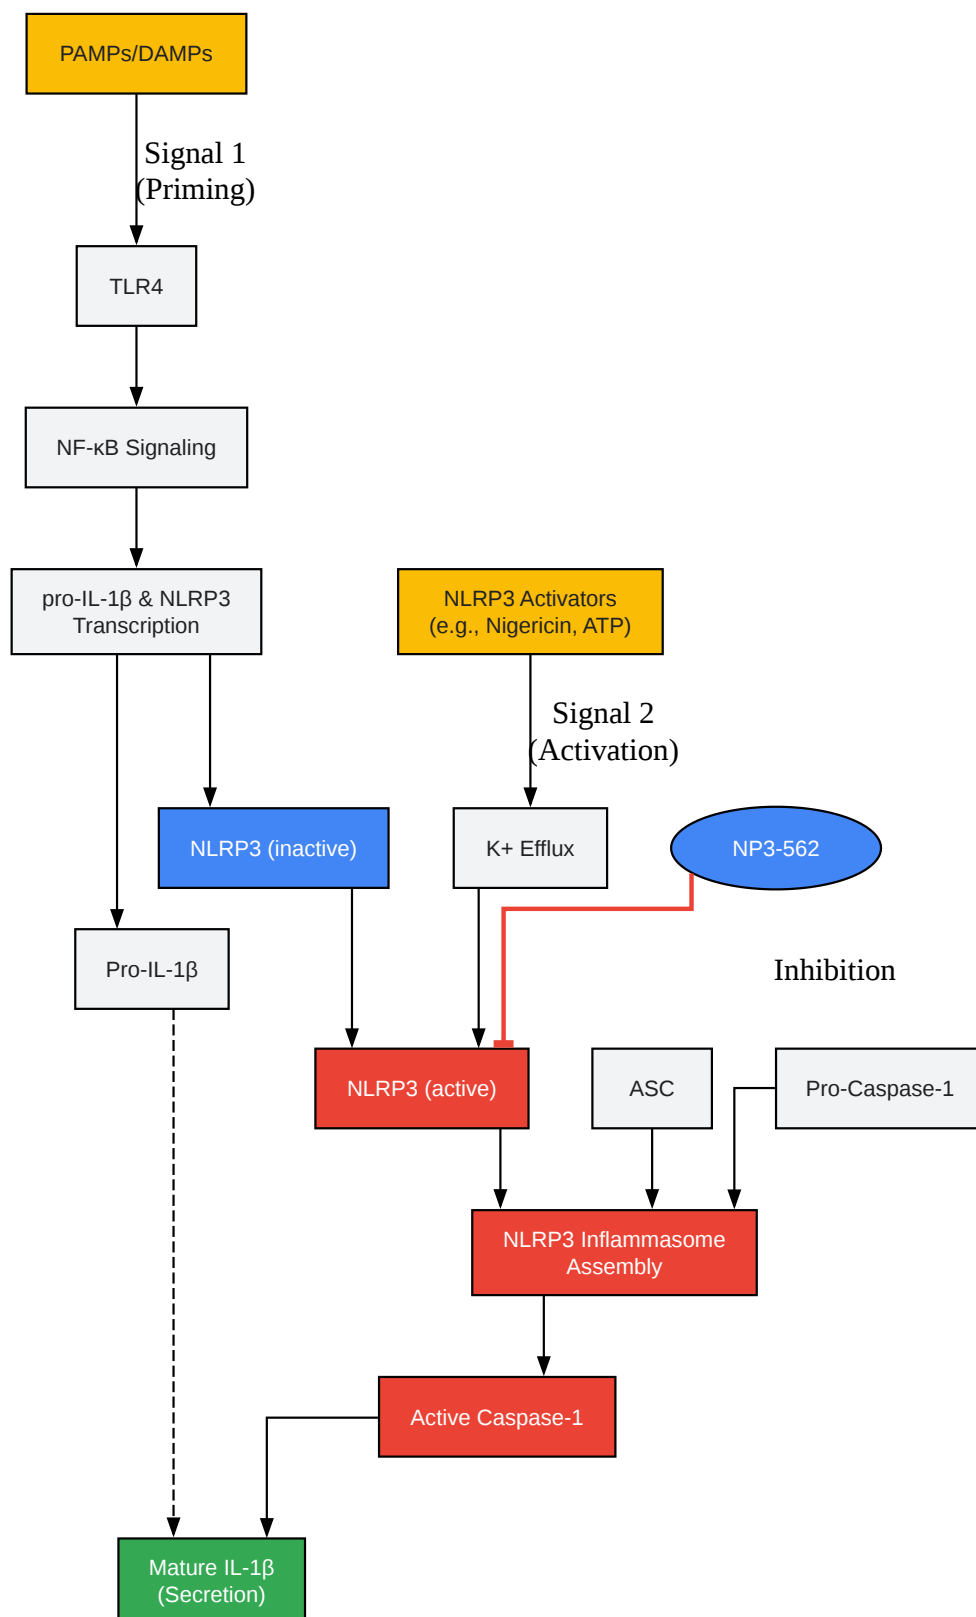 PAMPs/DAMPs
Signal 1
(Priming)
TLR4
NF-κB Signaling
pro-IL-1β & NLRP3
Transcription
NLRP3 Activators
(e.g., Nigericin, ATP)
Signal 2
(Activation)
NLRP3 (inactive)
K+ Efflux
NP3-562
Pro-IL-1β
Inhibition
NLRP3 (active)
ASC
Pro-Caspase-1
NLRP3 Inflammasome
Assembly
Active Caspase-1
Mature IL-1β
(Secretion)